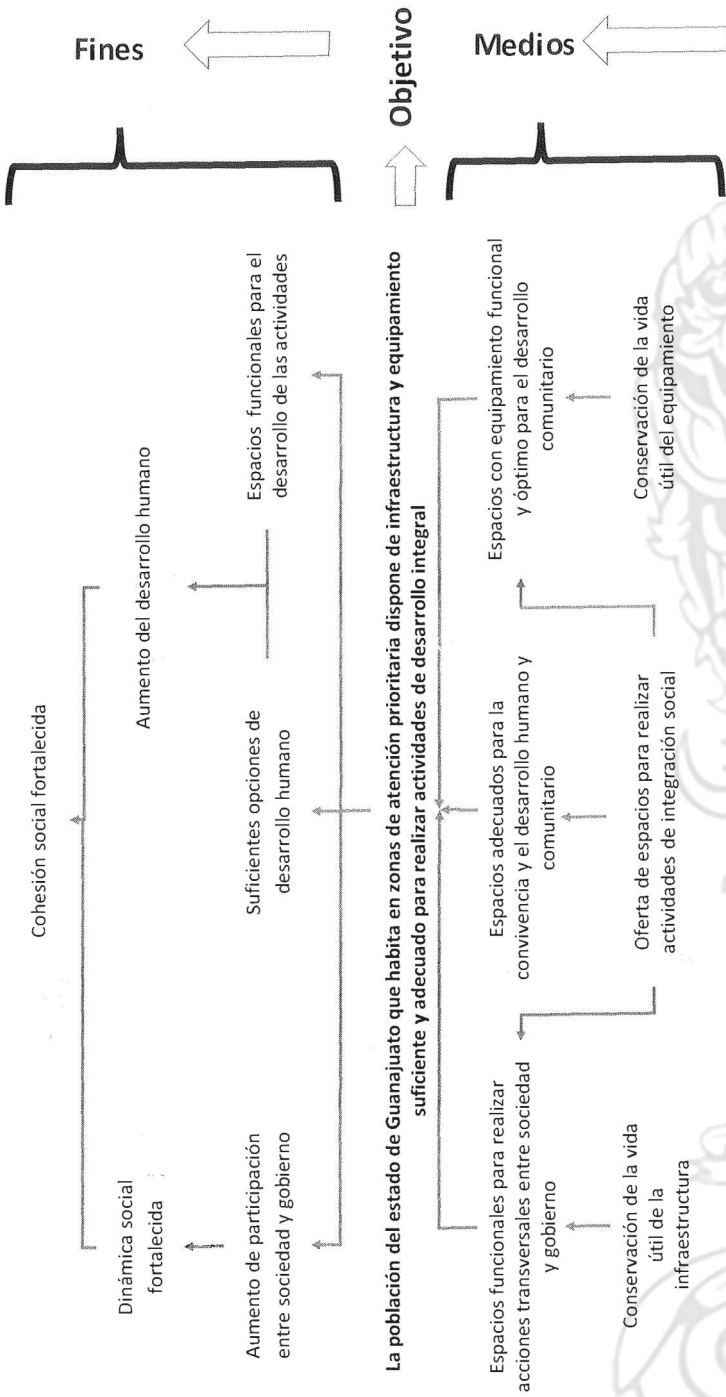 Cohesión social fortalecida
Fines
Dinámica social
fortalecida
Aumento del desarrollo humano
Aumento de participación
entre sociedad y gobierno
Suficientes opciones de
desarrollo humano
Espacios funcionales para el
desarrollo de las actividades
La población del estado de Guanajuato que habita en zonas de atención prioritaria dispone de infraestructura y equipamiento
suficiente y adecuado para realizar actividades de desarrollo integral
Objetivo
Espacios funcionales para realizar
acciones transversales entre sociedad
y gobierno
Espacios adecuados para la
convivencia y el desarrollo humano y
comunitario
Espacios con equipamiento funcional
y óptimo para el desarrollo
comunitario
Medios
Conservación de la vida
útil de la
infraestructura
Oferta de espacios para realizar
actividades de integración social
Conservación de la vida
útil del equipamiento